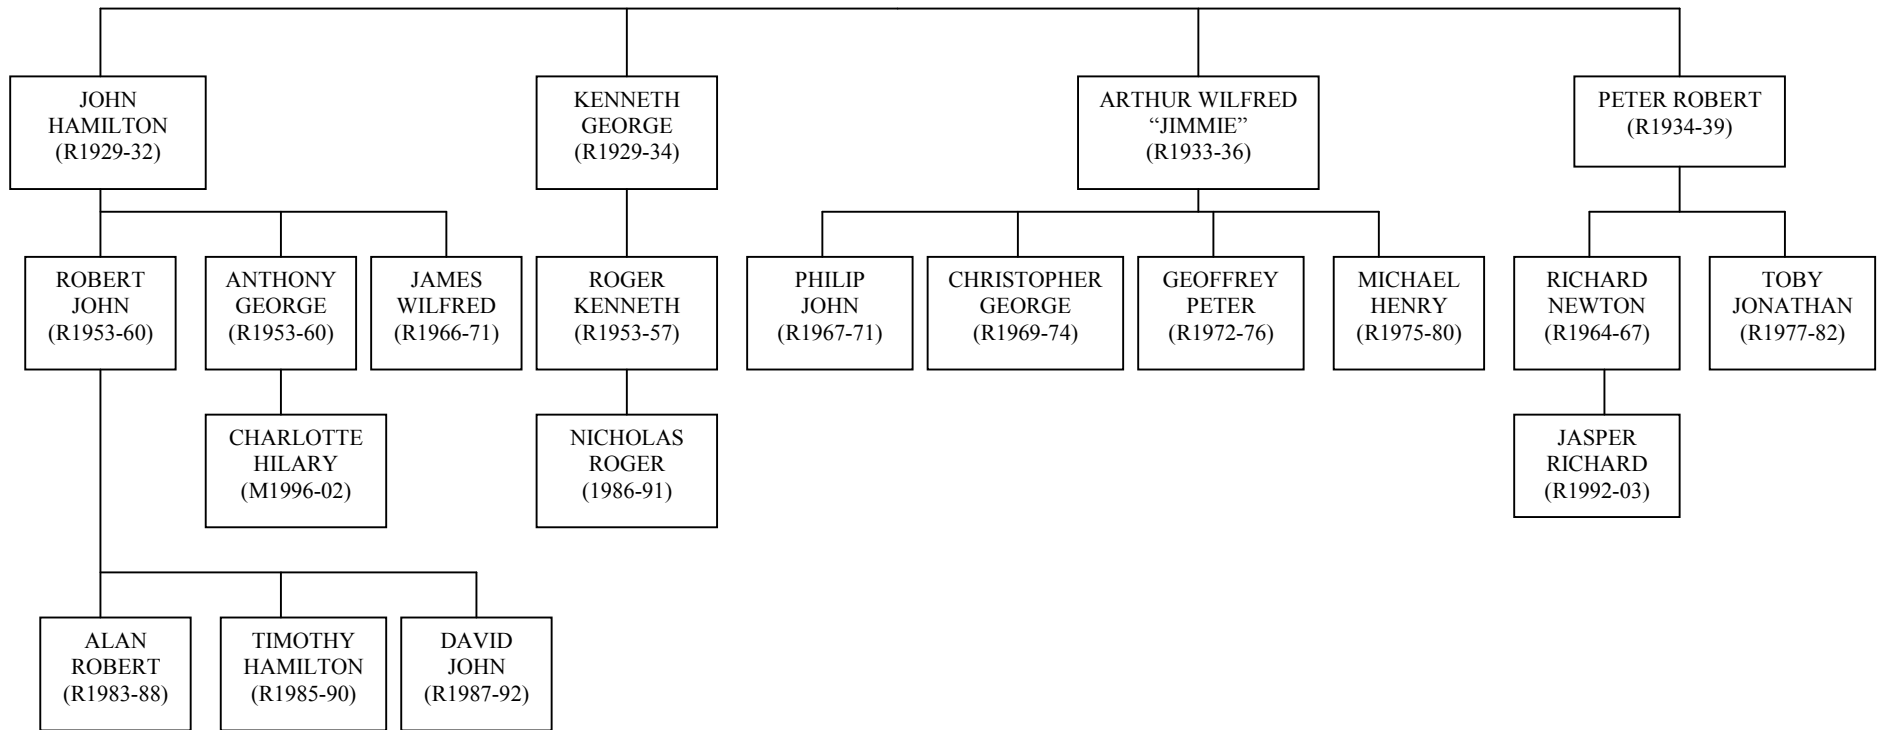 JOHN
HAMILTON
(R1929-32)
KENNETH
GEORGE
(R1929-34)
ARTHUR WILFRED
“JIMMIE”
(R1933-36)
PETER ROBERT
(R1934-39)
ROBERT
JOHN
(R1953-60)
ANTHONY
GEORGE
(R1953-60)
JAMES
WILFRED
(R1966-71)
ROGER
KENNETH
(R1953-57)
PHILIP
JOHN
(R1967-71)
CHRISTOPHER
GEORGE
(R1969-74)
GEOFFREY
PETER
(R1972-76)
MICHAEL
HENRY
(R1975-80)
RICHARD
NEWTON
(R1964-67)
TOBY
JONATHAN
(R1977-82)
CHARLOTTE
HILARY
(M1996-02)
NICHOLAS
ROGER
(1986-91)
JASPER
RICHARD
(R1992-03)
ALAN
ROBERT
(R1983-88)
TIMOTHY
HAMILTON
(R1985-90)
DAVID
JOHN
(R1987-92)